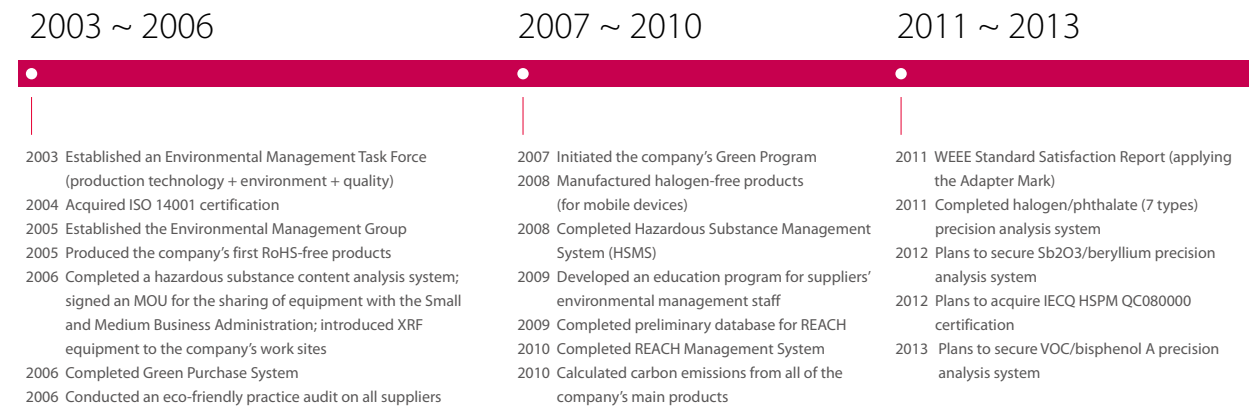 2003 ~ 2006
2003 Established an Environmental Management Task Force
(production technology + environment + quality)
2004 Acquired ISO 14001 certification
2005 Established the Environmental Management Group
2005 Produced the company's first RoHS-free products
2006 Completed a hazardous substance content analysis system;
signed an MOU for the sharing of equipment with the Small
and Medium Business Administration; introduced XRF
equipment to the company's work sites
2006 Completed Green Purchase System
2006 Conducted an eco-friendly practice audit on all suppliers
2007 ~ 2010
2007 Initiated the company's Green Program
2008 Manufactured halogen-free products
(for mobile devices)
2008 Completed Hazardous Substance Management
System (HSMS)
2009 Developed an education program for suppliers'
environmental management staff
2009 Completed preliminary database for REACH
2010 Completed REACH Management System
2010 Calculated carbon emissions from all of the
company's main products
2011 ~ 2013
2011 WEEE Standard Satisfaction Report (applying
the Adapter Mark)
2011 Completed halogen/phthalate (7 types)
precision analysis system
2012 Plans to secure Sb2O3/beryllium precision
analysis system
2012 Plans to acquire IECQ HSPM QC080000
certification
2013 Plans to secure VOC/bisphenol A precision
analysis system